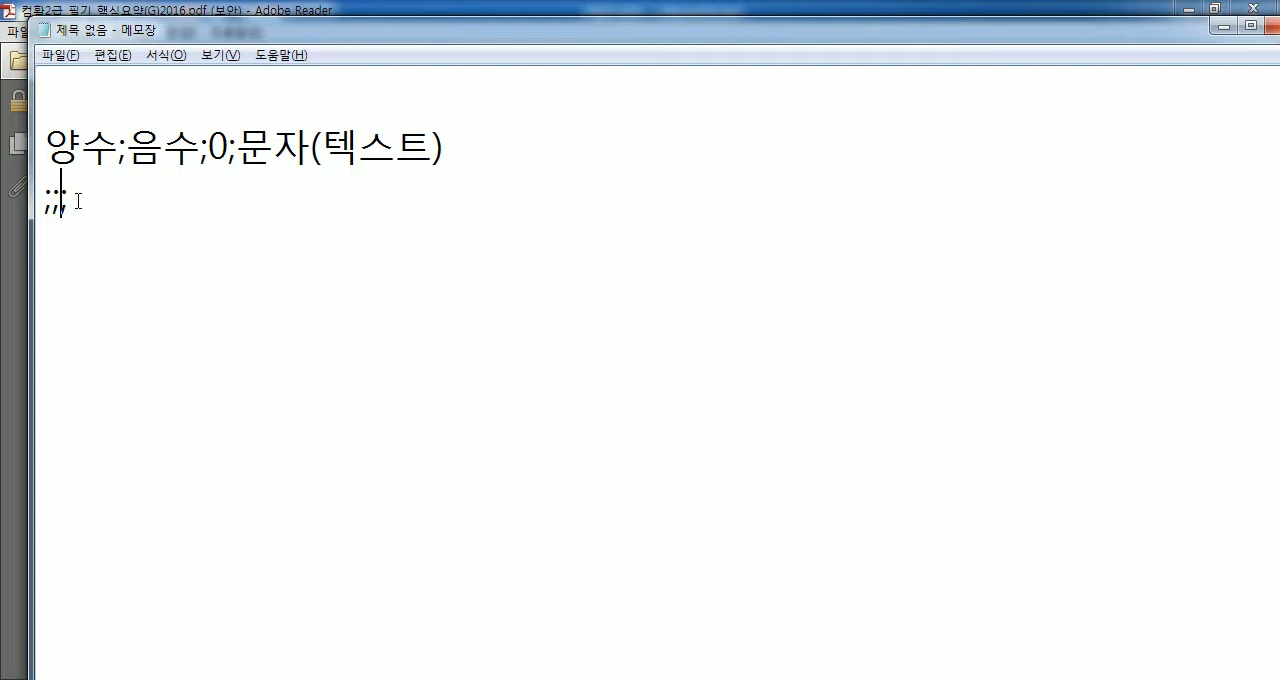 컴활2급 필기 핵심요약(G)2016.pdf (보안) - Adobe Reader
제목 없음 - 메모장
파일(F) 편집(E) 서식(O) 보기(V) 도움말(H)
양수;음수;0;문자(텍스트)
;;;